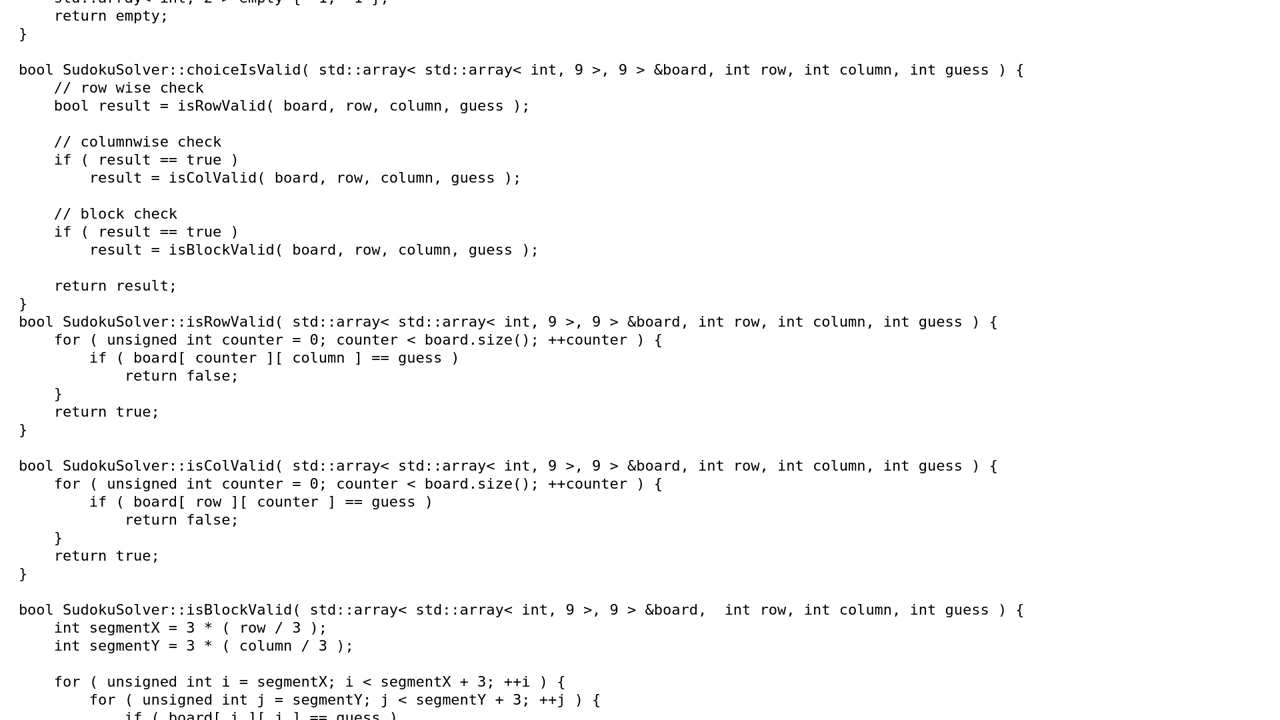 return empty;
}

bool SudokuSolver::choiceIsValid( std::array< std::array< int, 9 >, 9 > &board, int row, int column, int guess ) {
    // row wise check
    bool result = isRowValid( board, row, column, guess );

    // columnwise check
    if ( result == true )
        result = isColValid( board, row, column, guess );

    // block check
    if ( result == true )
        result = isBlockValid( board, row, column, guess );

    return result;
}
bool SudokuSolver::isRowValid( std::array< std::array< int, 9 >, 9 > &board, int row, int column, int guess ) {
    for ( unsigned int counter = 0; counter < board.size(); ++counter ) {
        if ( board[ counter ][ column ] == guess )
            return false;
    }
    return true;
}

bool SudokuSolver::isColValid( std::array< std::array< int, 9 >, 9 > &board, int row, int column, int guess ) {
    for ( unsigned int counter = 0; counter < board.size(); ++counter ) {
        if ( board[ row ][ counter ] == guess )
            return false;
    }
    return true;
}

bool SudokuSolver::isBlockValid( std::array< std::array< int, 9 >, 9 > &board,  int row, int column, int guess ) {
    int segmentX = 3 * ( row / 3 );
    int segmentY = 3 * ( column / 3 );

    for ( unsigned int i = segmentX; i < segmentX + 3; ++i ) {
        for ( unsigned int j = segmentY; j < segmentY + 3; ++j ) {
            if ( board[ i ][ j ] == guess )